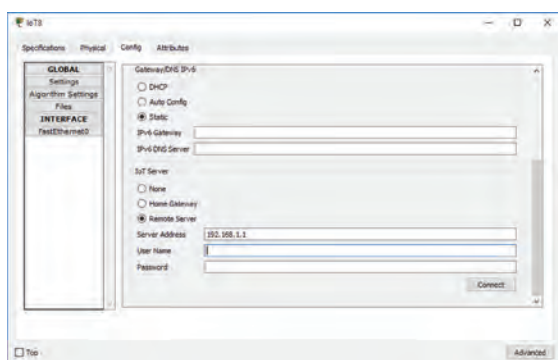 IoT8
Specifications Physical Config Attributes
GLOBAL
Settings
Algorithm Settings
Files
INTERFACE
FastEthernet0
Gateway/DNS IPv6
DHCP
Auto Config
Static
IPv6 Gateway
IPv6 DNS Server
IoT Server
None
Home Gateway
Remote Server
Server Address 192.168.1.1
User Name
Password
Connect
Top
Advanced